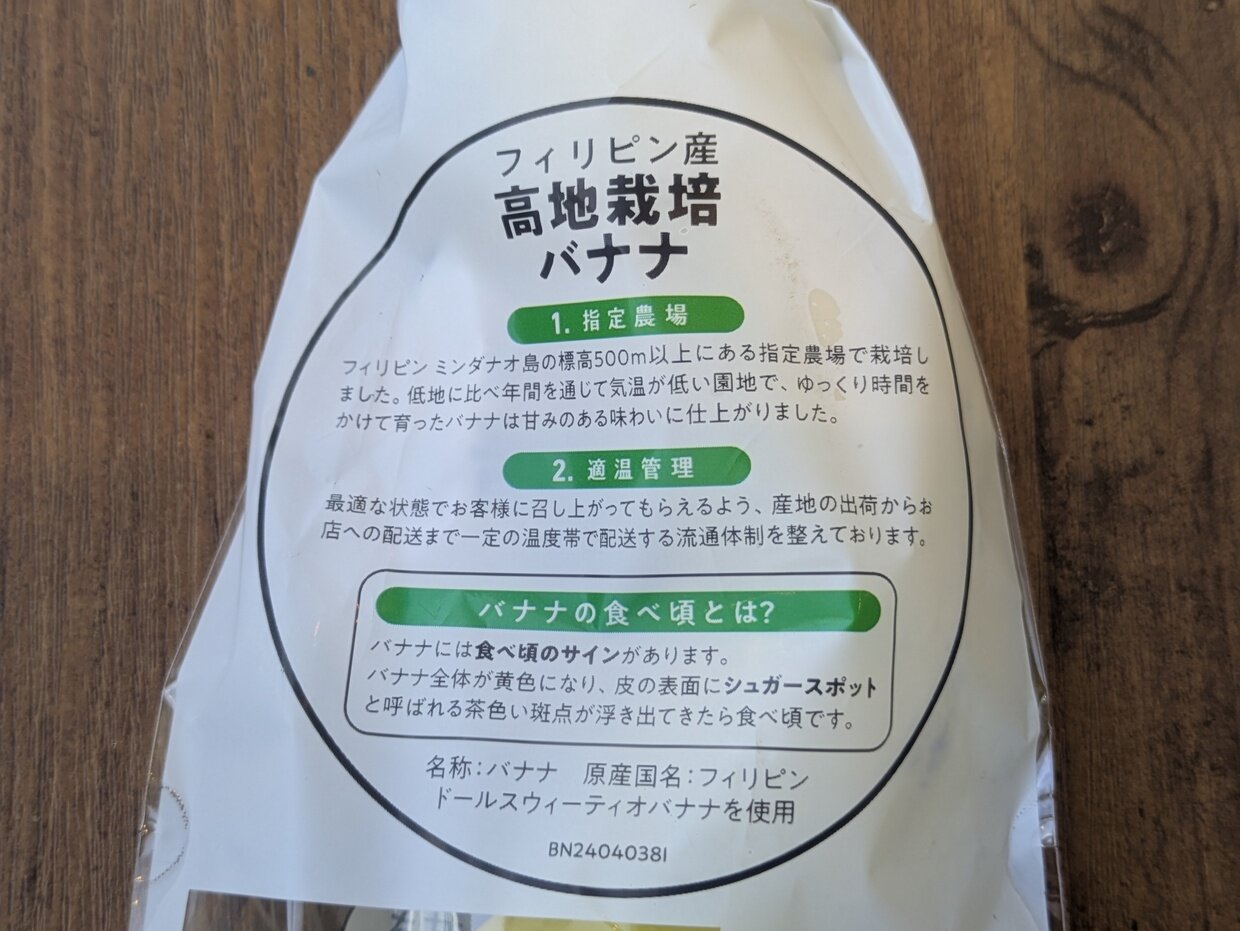 フィリピン産
高地栽培
バナナ
1. 指定農場
フィリピン ミンダナオ島の標高500m以上にある指定農場で栽培し
ました。低地に比べ年間を通じて気温が低い園地で、ゆっくり時間を
かけて育ったバナナは甘みのある味わいに仕上がりました。
2. 適温管理
最適な状態でお客様に召し上がってもらえるよう、産地の出荷からお
店への配送まで一定の温度帯で配送する流通体制を整えております。
バナナの食べ頃とは?
バナナには食べ頃のサインがあります。
バナナ全体が黄色になり、皮の表面にシュガースポット
と呼ばれる茶色い斑点が浮き出てきたら食べ頃です。
名称:バナナ 原産国名:フィリピン
ドールスウィーティオバナナを使用
BN2404038I